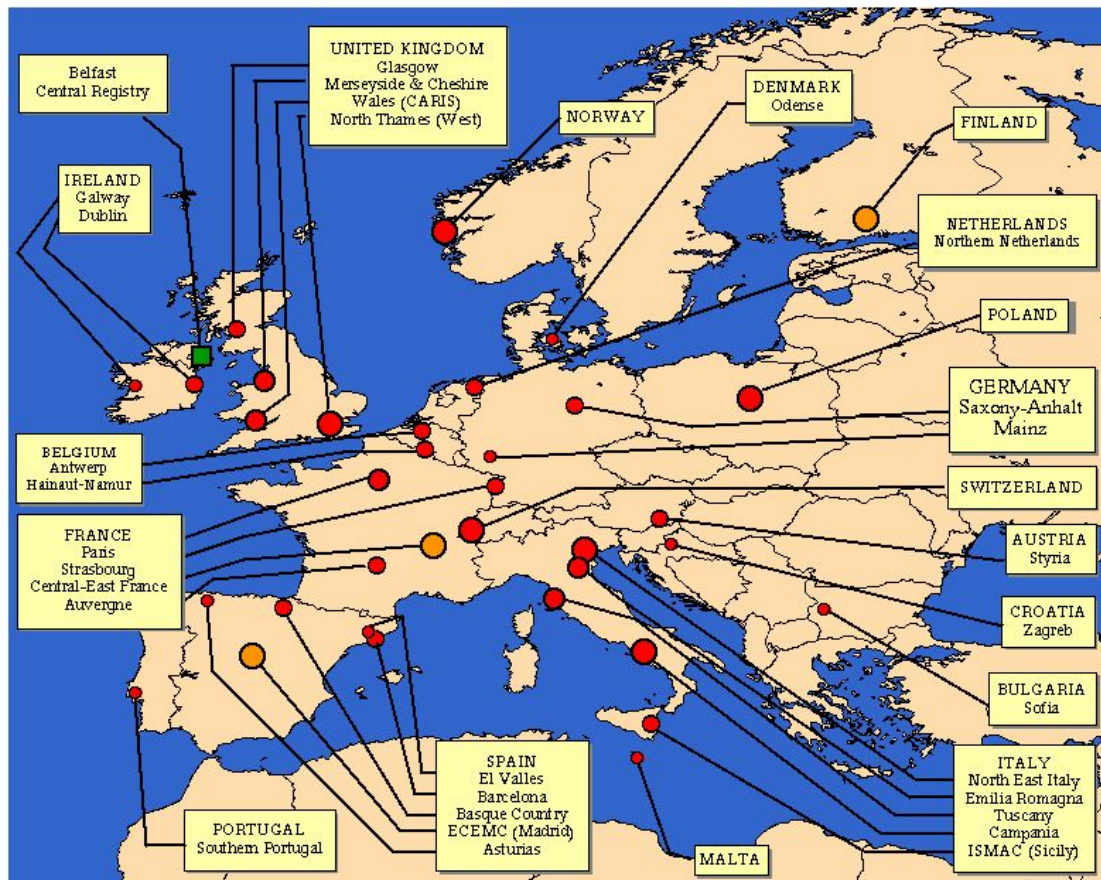 Belfast
Central Registry
UNITED KINGDOM
Glasgow
Merseyside & Cheshire
Wales (CARIS)
North Thames (West)
NORWAY
DENMARK
Odense
FINLAND
IRELAND
Galway
Dublin
NETHERLANDS
Northern Netherlands
POLAND
GERMANY
Saxony-Anhalt
Mainz
BELGIUM
Antwerp
Hainaut-Namur
SWITZERLAND
FRANCE
Paris
Strasbourg
Central-East France
Auvergne
AUSTRIA
Styria
CROATIA
Zagreb
BULGARIA
Sofia
SPAIN
El Valles
Barcelona
Basque Country
ECEMC (Madrid)
Asturias
ITALY
North East Italy
Emilia Romagna
Tuscany
Campania
ISMAC (Sicily)
PORTUGAL
Southern Portugal
MALTA